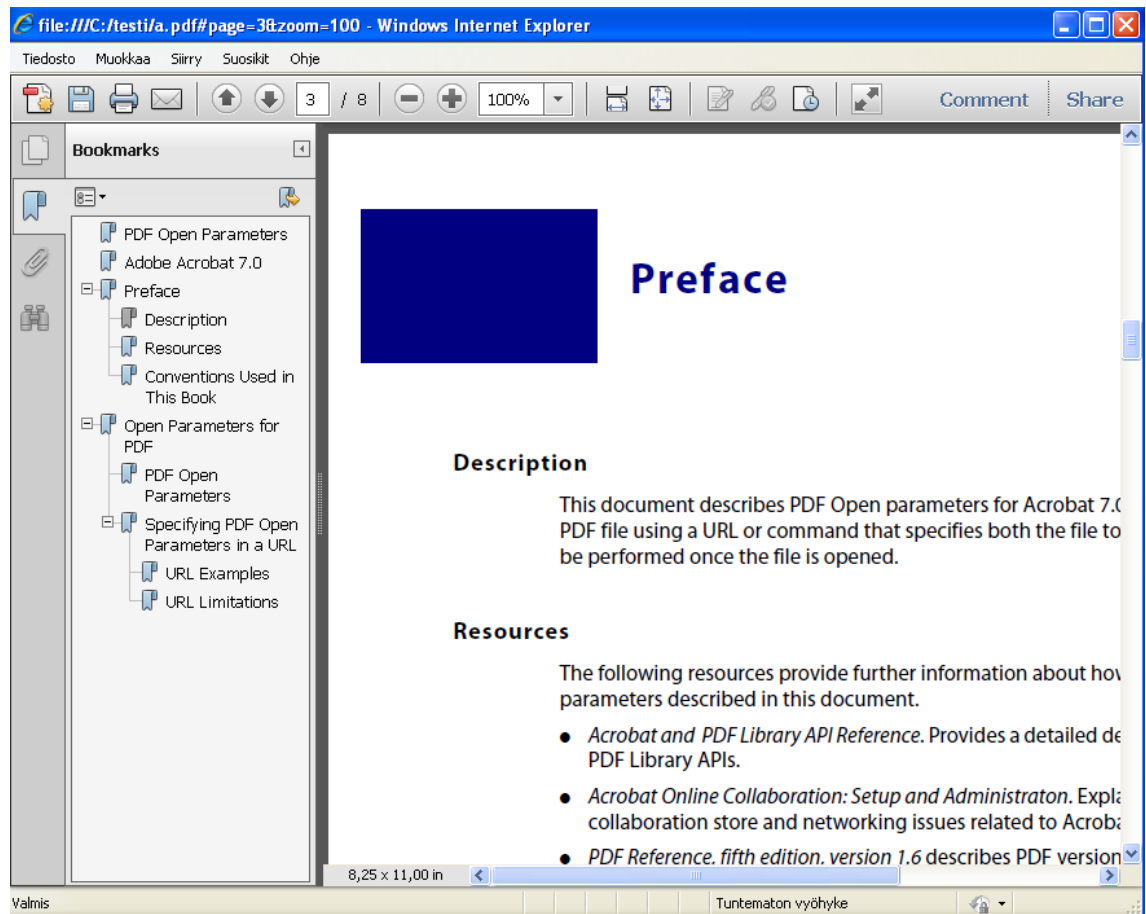 file:///C:/testi/a.pdf#page=3&zoom=100 - Windows Internet Explorer
Tiedosto Muokkaa Siirry Suosikit Ohje
3 / 8 100% Comment Share
Bookmarks
PDF Open Parameters
Adobe Acrobat 7.0
Preface
Description
Resources
Conventions Used in
This Book
Open Parameters for
PDF
PDF Open
Parameters
Specifying PDF Open
Parameters in a URL
URL Examples
URL Limitations
Preface
Description
This document describes PDF Open parameters for Acrobat 7.0
PDF file using a URL or command that specifies both the file to
be performed once the file is opened.
Resources
The following resources provide further information about how
parameters described in this document.
● Acrobat and PDF Library API Reference. Provides a detailed de
PDF Library APIs.
● Acrobat Online Collaboration: Setup and Administraton. Expla
collaboration store and networking issues related to Acroba
● PDF Reference, fifth edition, version 1.6 describes PDF version
8,25 x 11,00 in
Valmis Tuntematon vyöhyke